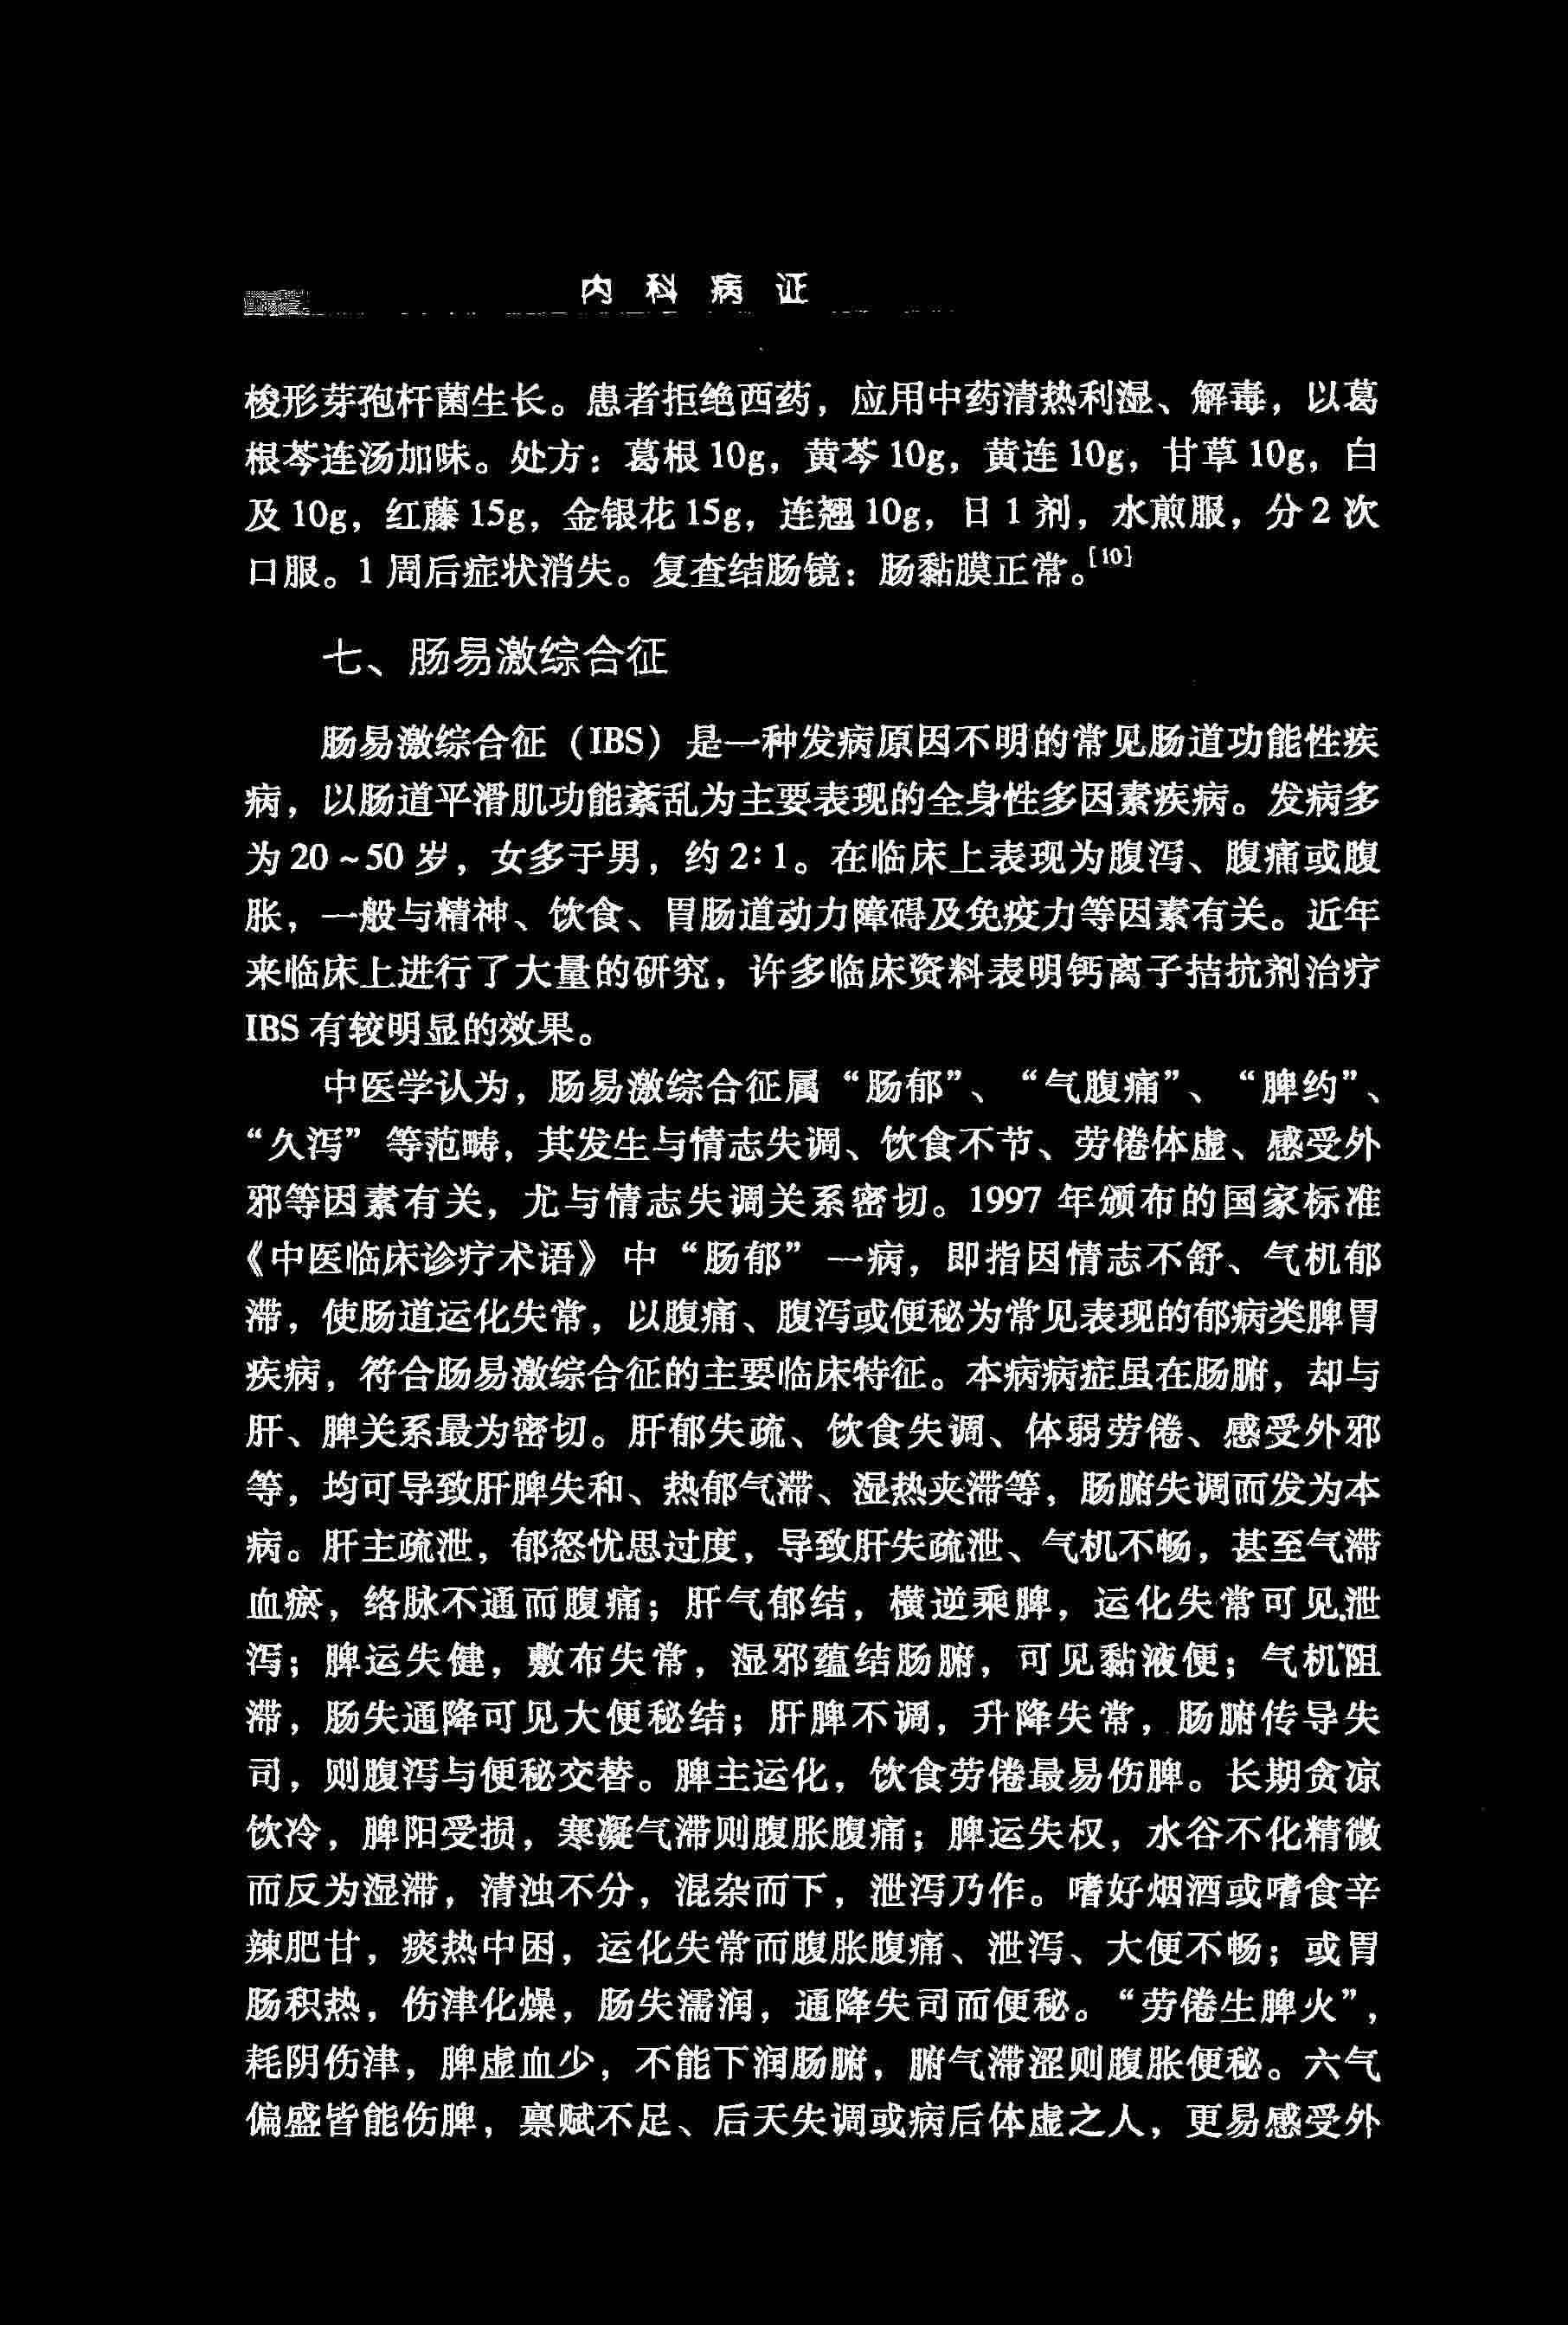 内科病证
梭形芽孢杆菌生长。患者拒绝西药，应用中药清热利湿、解毒，以葛
根芩连汤加味。处方：葛根10g，黄芩10g，黄连10g，甘草10g，白
及10g，红藤15g，金银花15g，连翘10g，日1剂，水煎服，分2次
口服。1周后症状消失。复查结肠镜：肠黏膜正常。[10]
七、肠易激综合征
肠易激综合征（IBS）是一种发病原因不明的常见肠道功能性疾
病，以肠道平滑肌功能紊乱为主要表现的全身性多因素疾病。发病多
为20~50岁，女多于男，约2:1。在临床上表现为腹泻、腹痛或腹
胀，一般与精神、饮食、胃肠道动力障碍及免疫力等因素有关。近年
来临床上进行了大量的研究，许多临床资料表明钙离子拮抗剂治疗
IBS有较明显的效果。
中医学认为，肠易激综合征属“肠郁”、“气腹痛”、“脾约”、
“久泻”等范畴，其发生与情志失调、饮食不节、劳倦体虚、感受外
邪等因素有关，尤与情志失调关系密切。1997年颁布的国家标准
《中医临床诊疗术语》中“肠郁”一病，即指因情志不舒、气机郁
滞，使肠道运化失常，以腹痛、腹泻或便秘为常见表现的郁病类脾胃
疾病，符合肠易激综合征的主要临床特征。本病病症虽在肠腑，却与
肝、脾关系最为密切。肝郁失疏、饮食失调、体弱劳倦、感受外邪
等，均可导致肝脾失和、热郁气滞、湿热夹滞等，肠腑失调而发为本
病。肝主疏泄，郁怒忧思过度，导致肝失疏泄、气机不畅，甚至气滞
血瘀，络脉不通而腹痛；肝气郁结，横逆乘脾，运化失常可见泄
泻；脾运失健，敷布失常，湿邪蕴结肠腑，可见黏液便；气机阻
滞，肠失通降可见大便秘结；肝脾不调，升降失常，肠腑传导失
司，则腹泻与便秘交替。脾主运化，饮食劳倦最易伤脾。长期贪凉
饮冷，脾阳受损，寒凝气滞则腹胀腹痛；脾运失权，水谷不化精微
而反为湿滞，清浊不分，混杂而下，泄泻乃作。嗜好烟酒或嗜食辛
辣肥甘，痰热中困，运化失常而腹胀腹痛、泄泻、大便不畅；或胃
肠积热，伤津化燥，肠失濡润，通降失司而便秘。“劳倦生脾火”，
耗阴伤津，脾虚血少，不能下润肠腑，腑气滞涩则腹胀便秘。六气
偏盛皆能伤脾，禀赋不足、后天失调或病后体虚之人，更易感受外